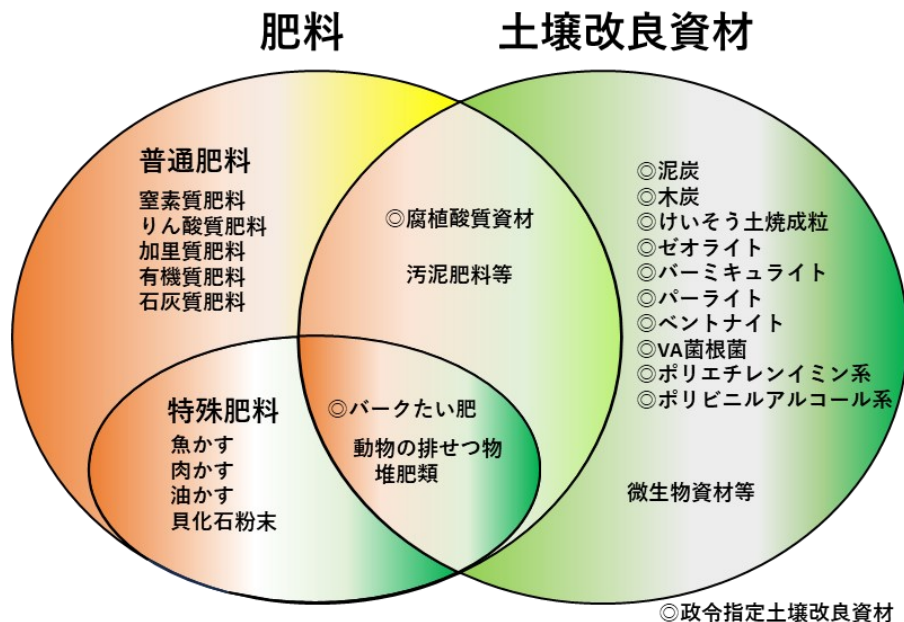 肥料
土壌改良資材
普通肥料
窒素質肥料
りん酸質肥料
加里質肥料
有機質肥料
石灰質肥料
特殊肥料
魚かす
肉かす
油かす
貝化石粉末
◎腐植酸質資材
汚泥肥料等
◎バークたい肥
動物の排せつ物
堆肥類
◎泥炭
◎木炭
◎けいそう土焼成粒
◎ゼオライト
◎バーミキュライト
◎パーライト
◎ベントナイト
◎VA菌根菌
◎ポリエチレンイミン系
◎ポリビニルアルコール系
微生物資材等
◎政令指定土壌改良資材